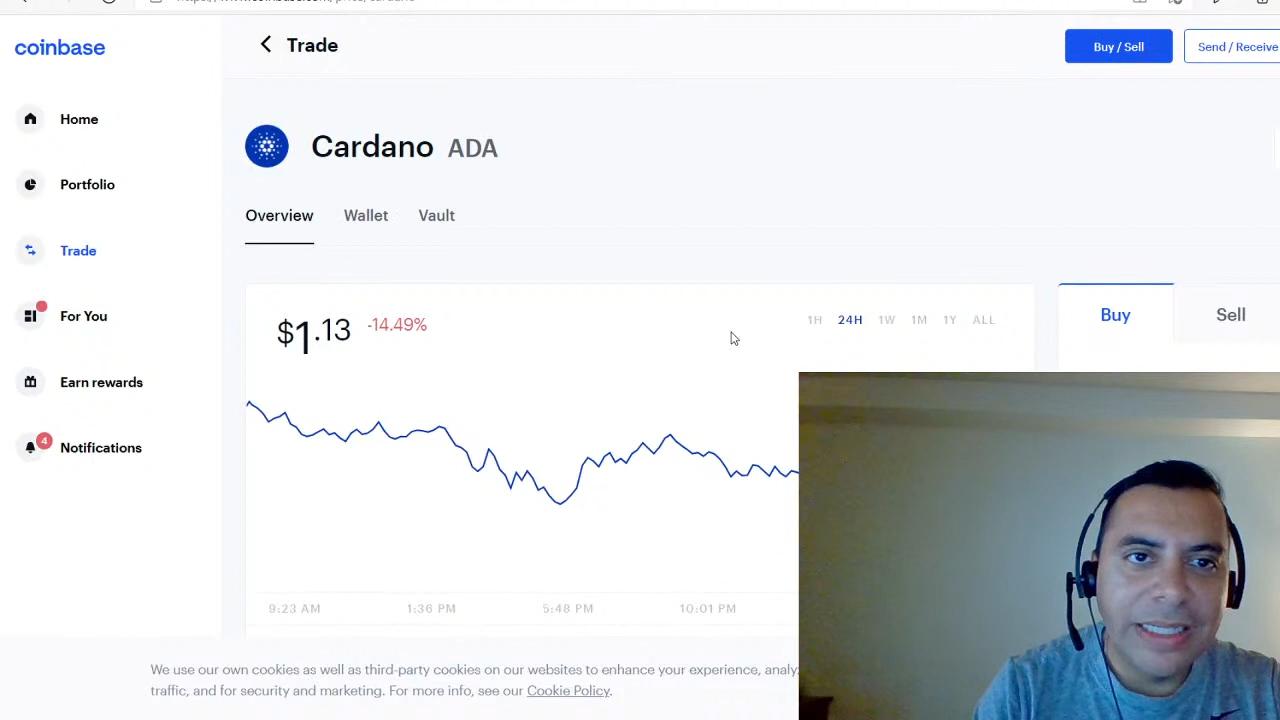 coinbase
Trade
Buy / Sell
Send / Receive
Home
Cardano ADA
Portfolio
Overview
Wallet
Vault
Trade
For You
$1.13
-14.49%
1H
24H
1W
1M
1Y
ALL
Buy
Sell
Earn rewards
4
Notifications
9:23 AM
1:36 PM
5:48 PM
10:01 PM
We use our own cookies as well as third-party cookies on our websites to enhance your experience, analy
traffic, and for security and marketing. For more info, see our Cookie Policy.